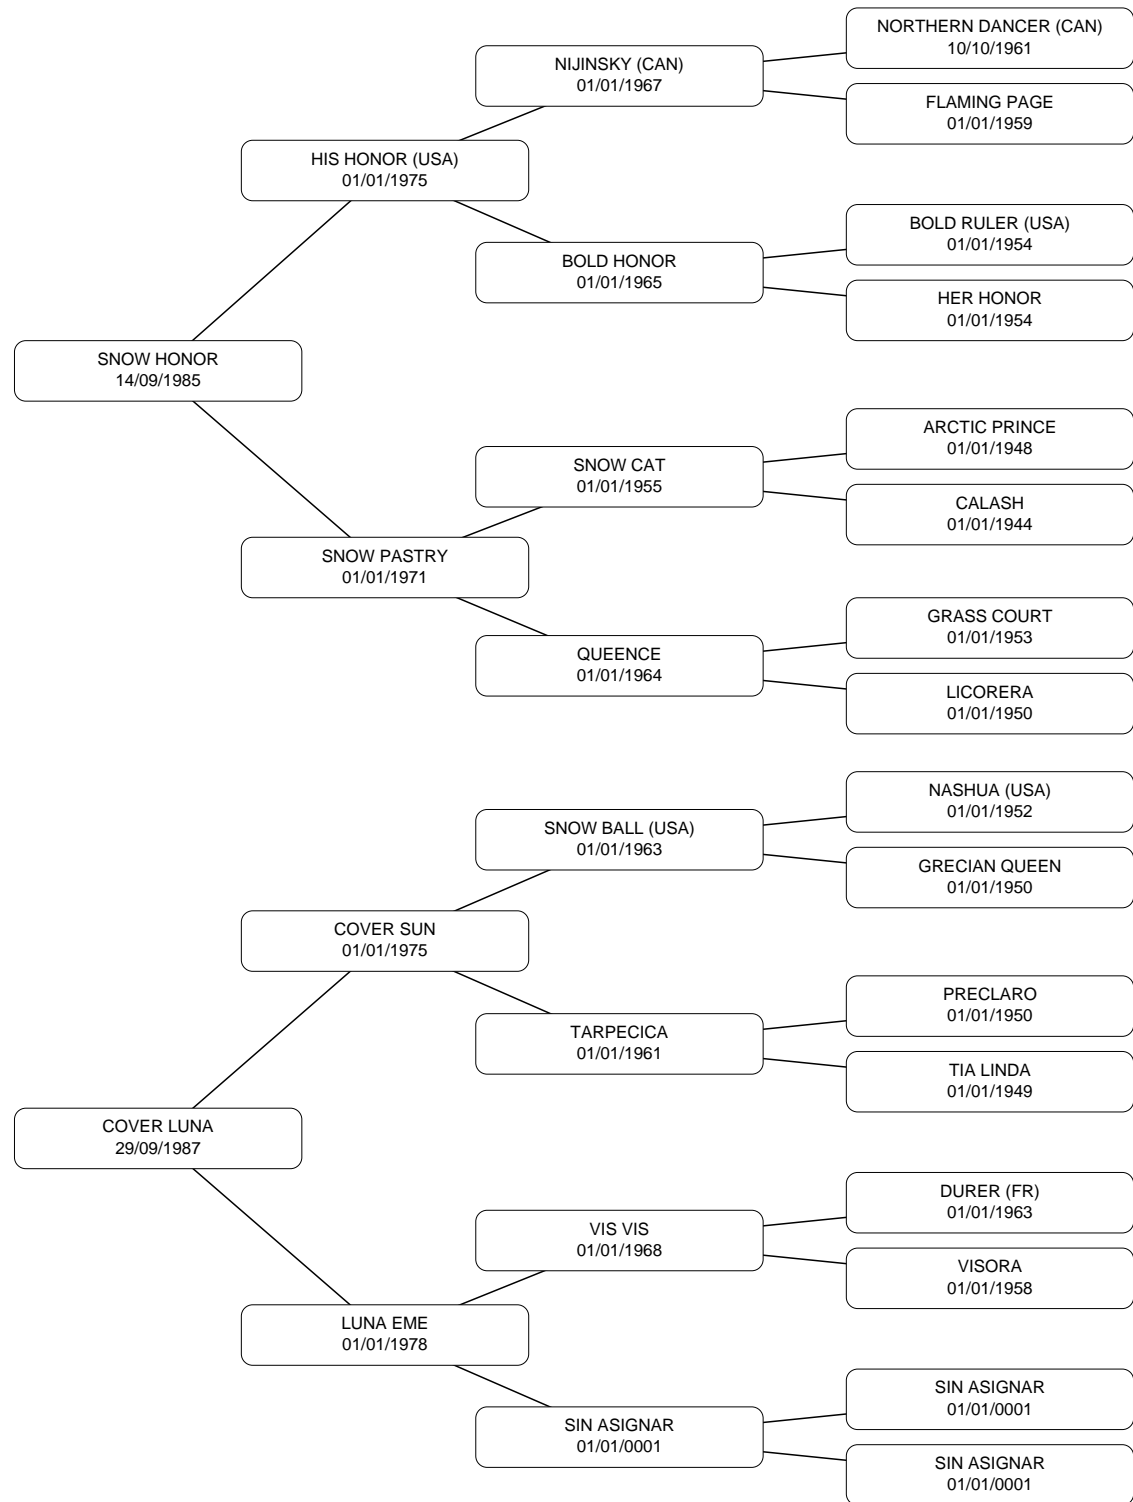 NORTHERN DANCER (CAN)
10/10/1961
NIJINSKY (CAN)
01/01/1967
FLAMING PAGE
01/01/1959
HIS HONOR (USA)
01/01/1975
BOLD RULER (USA)
01/01/1954
BOLD HONOR
01/01/1965
HER HONOR
01/01/1954
SNOW HONOR
14/09/1985
ARCTIC PRINCE
01/01/1948
SNOW CAT
01/01/1955
CALASH
01/01/1944
SNOW PASTRY
01/01/1971
GRASS COURT
01/01/1953
QUEENCE
01/01/1964
LICORERA
01/01/1950
NASHUA (USA)
01/01/1952
SNOW BALL (USA)
01/01/1963
GRECIAN QUEEN
01/01/1950
COVER SUN
01/01/1975
PRECLARO
01/01/1950
TARPECICA
01/01/1961
TIA LINDA
01/01/1949
COVER LUNA
29/09/1987
DURER (FR)
01/01/1963
VIS VIS
01/01/1968
VISORA
01/01/1958
LUNA EME
01/01/1978
SIN ASIGNAR
01/01/0001
SIN ASIGNAR
01/01/0001
SIN ASIGNAR
01/01/0001